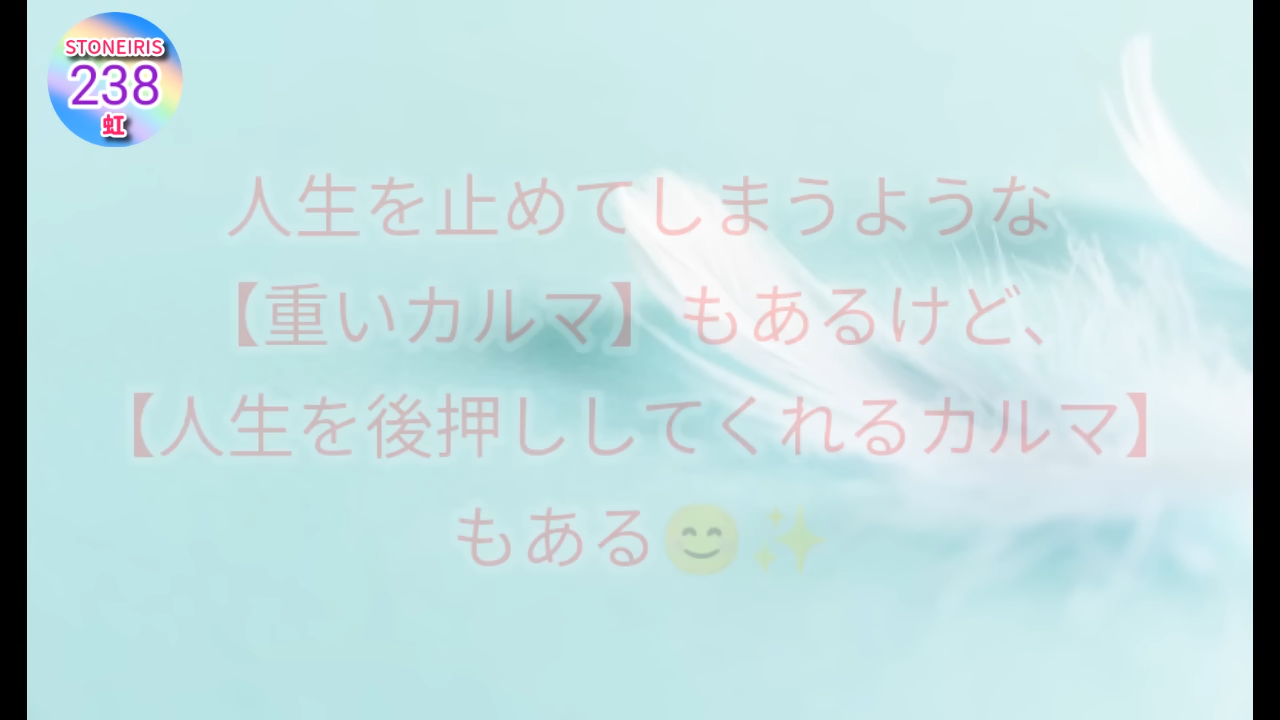 STONEIRIS
238
虹
人生を止めてしまうような
【重いカルマ】もあるけど、
【人生を後押ししてくれるカルマ】
もある😊✨